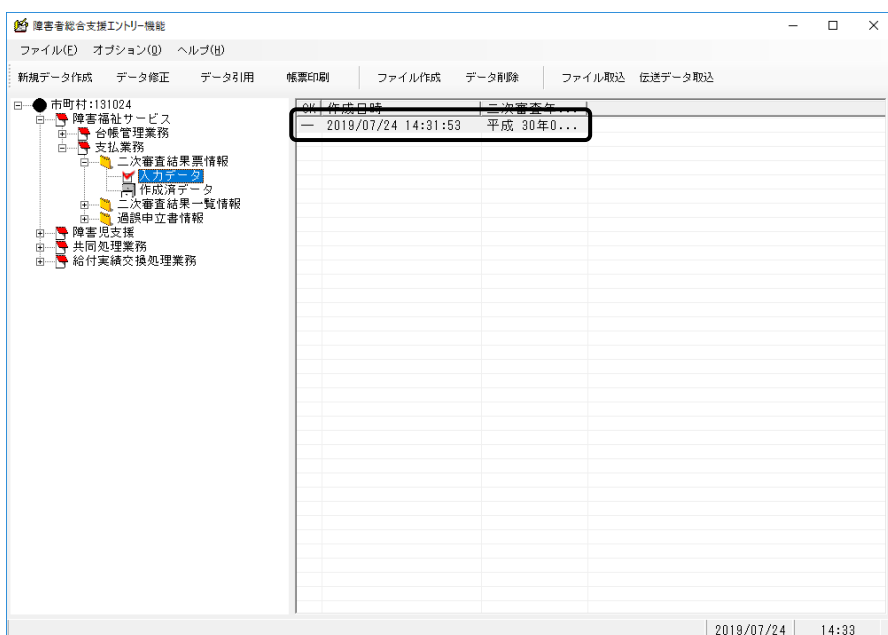 障害者総合支援エントリー機能
ファイル(F) オプション(O) ヘルプ(H)
新規データ作成 データ修正 データ引用 帳票印刷 ファイル作成 データ削除 ファイル取込 伝送データ取込
市町村:131024
障害福祉サービス
台帳管理業務
支払業務
二次審査結果票情報
入力データ
作成済データ
二次審査結果一覧情報
過誤申立書情報
障害児支援
共同処理業務
給付実績交換処理業務
OK 作成日時 二次審査年...
― 2019/07/24 14:31:53 平成 30年0...
2019/07/24 14:33